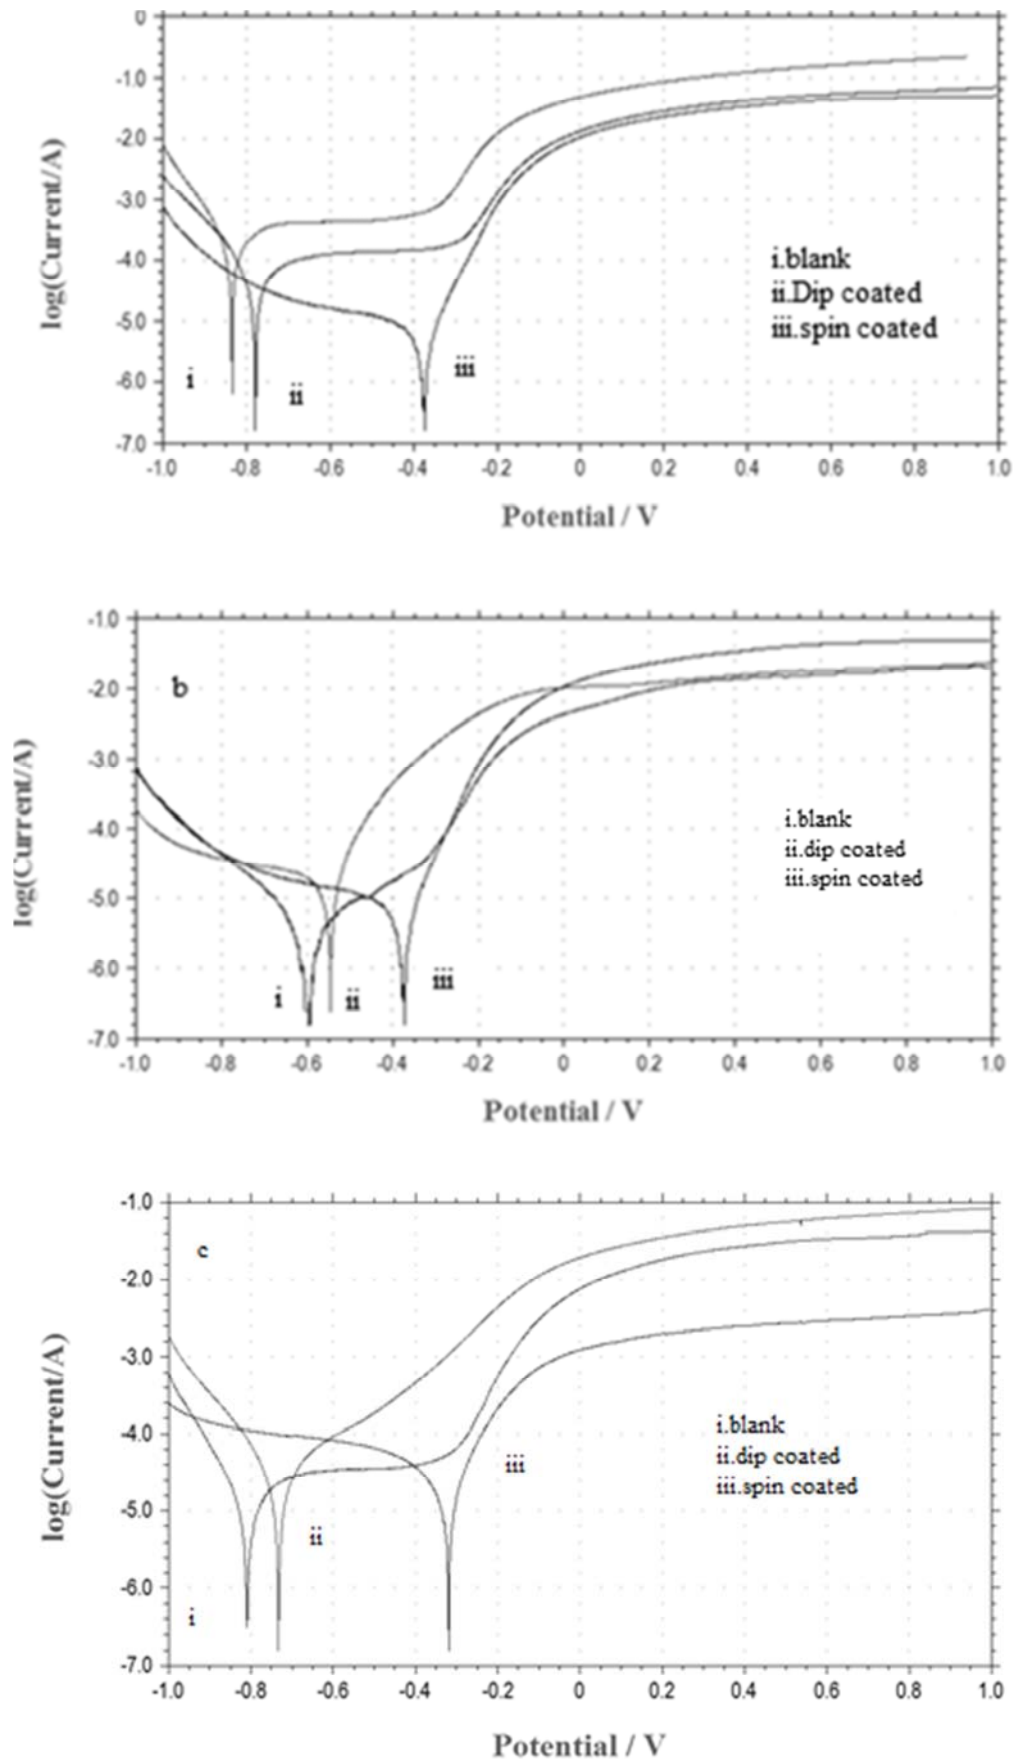 0
-1.0
-2.0
-3.0
-4.0
-5.0
-6.0
-7.0
log(Current/A)
i.blank
ii.Dip coated
iii.spin coated
i
ii
iii
-1.0 -0.8 -0.6 -0.4 -0.2 0 0.2 0.4 0.6 0.8 1.0
Potential / V
-1.0
-2.0
-3.0
-4.0
-5.0
-6.0
-7.0
log(Current/A)
b
i.blank
ii.dip coated
iii.spin coated
i
ii
iii
-1.0 -0.8 -0.6 -0.4 -0.2 0 0.2 0.4 0.6 0.8 1.0
Potential / V
-1.0
-2.0
-3.0
-4.0
-5.0
-6.0
-7.0
log(Current/A)
c
i.blank
ii.dip coated
iii.spin coated
iii
ii
i
-1.0 -0.8 -0.6 -0.4 -0.2 0 0.2 0.4 0.6 0.8 1.0
Potential / V